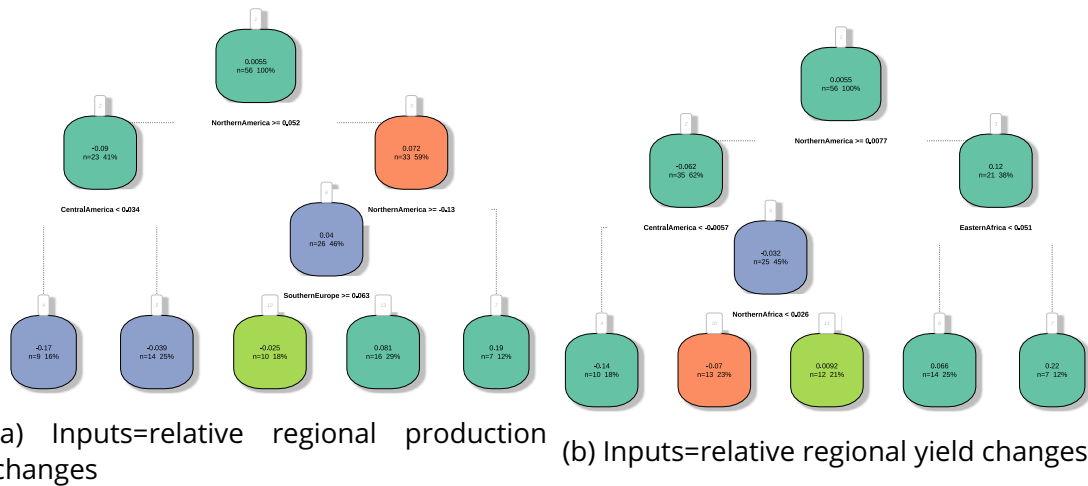 0.0055
n=56 100%
NorthernAmerica >= 0.052
-0.09
n=23 41%
0.072
n=33 59%
CentralAmerica < 0.034
NorthernAmerica >= -0.13
0.04
n=26 46%
SouthernEurope >= 0.063
-0.17
n=9 16%
-0.039
n=14 25%
-0.025
n=10 18%
0.081
n=16 29%
0.19
n=7 12%
a) Inputs=relative regional production
changes
0.0055
n=56 100%
NorthernAmerica >= 0.0077
-0.062
n=35 62%
0.12
n=21 38%
CentralAmerica < -0.0057
EasternAfrica < 0.051
-0.032
n=25 45%
NorthernAfrica < 0.026
-0.14
n=10 18%
-0.07
n=13 23%
0.0092
n=12 21%
0.066
n=14 25%
0.22
n=7 12%
(b) Inputs=relative regional yield changes